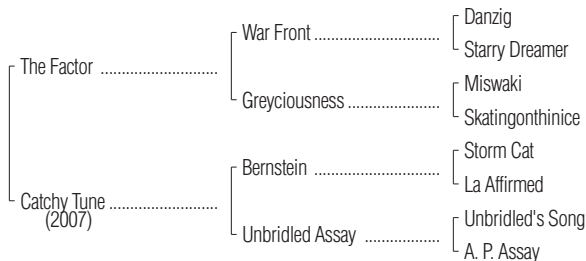 Danzig
War Front ........................
Starry Dreamer
The Factor .............................
Miswaki
Greyciousness ..................
Skatingonthinice
Storm Cat
Bernstein ........................
La Affirmed
Catchy Tune ...........................
(2007)
Unbridled's Song
Unbridled Assay ...............
A. P. Assay